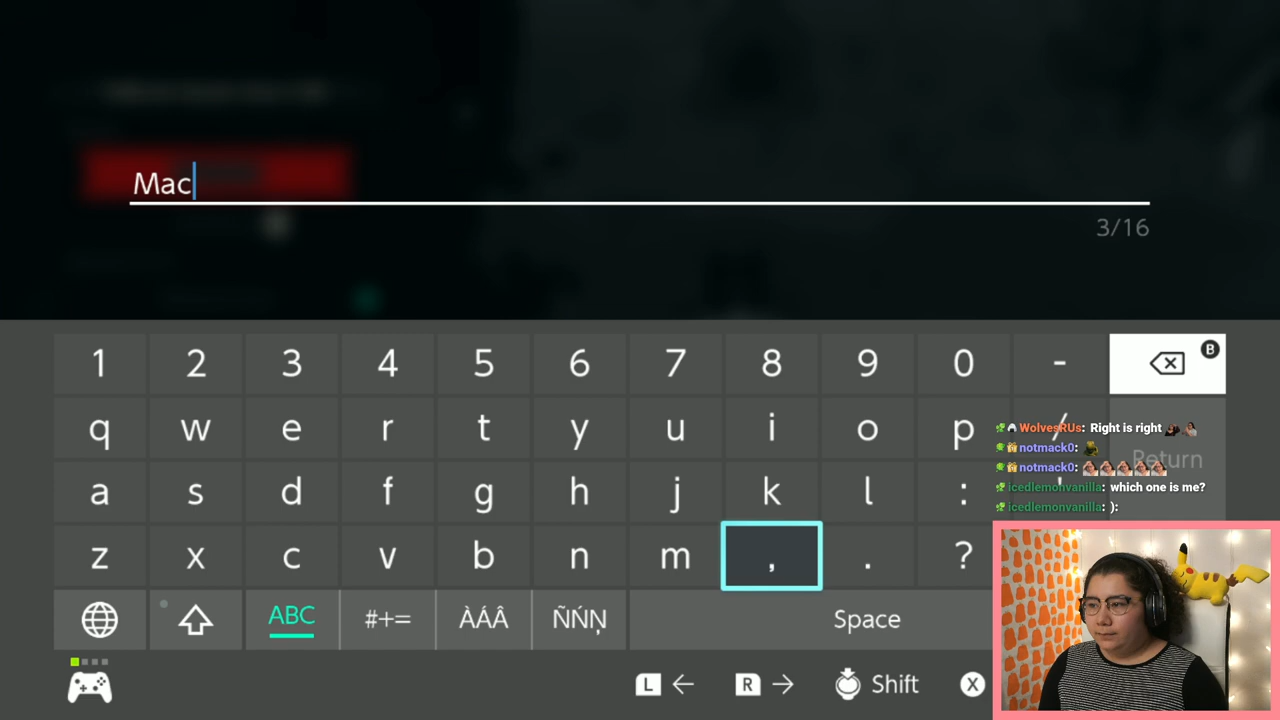 Mac
3/16
1 2 3 4 5 6 7 8 9 0 -
B
q w e r t y u i o p /
Return
a s d f g h j k l : '
z x c v b n m , . ?
ABC #+= ÀÁÂ ÑŃŅ Space
L ← R → Shift X
WolvesRUs: Right is right
notmack0:
notmack0:
icedlemonvanilla: which one is me?
icedlemonvanilla: ):